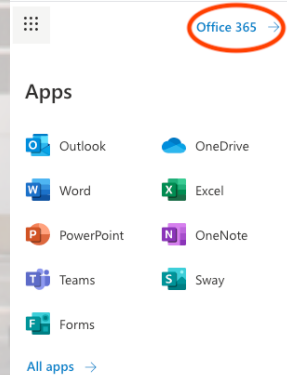 Office 365 →
Apps
Outlook OneDrive
Word Excel
PowerPoint OneNote
Teams Sway
Forms
All apps →